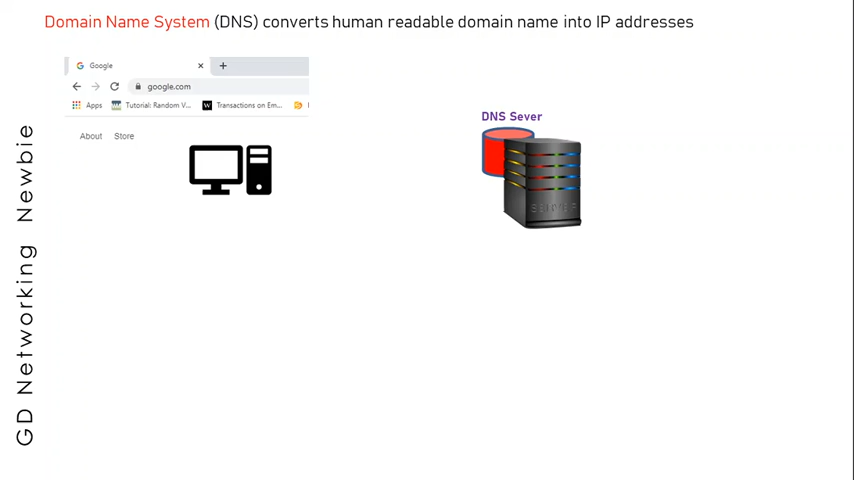 Domain Name System (DNS) converts human readable domain name into IP addresses
Google
google.com
Apps Tutorial: Random V... Transactions on Em...
About Store
DNS Sever
SERVER
GD Networking Newbie